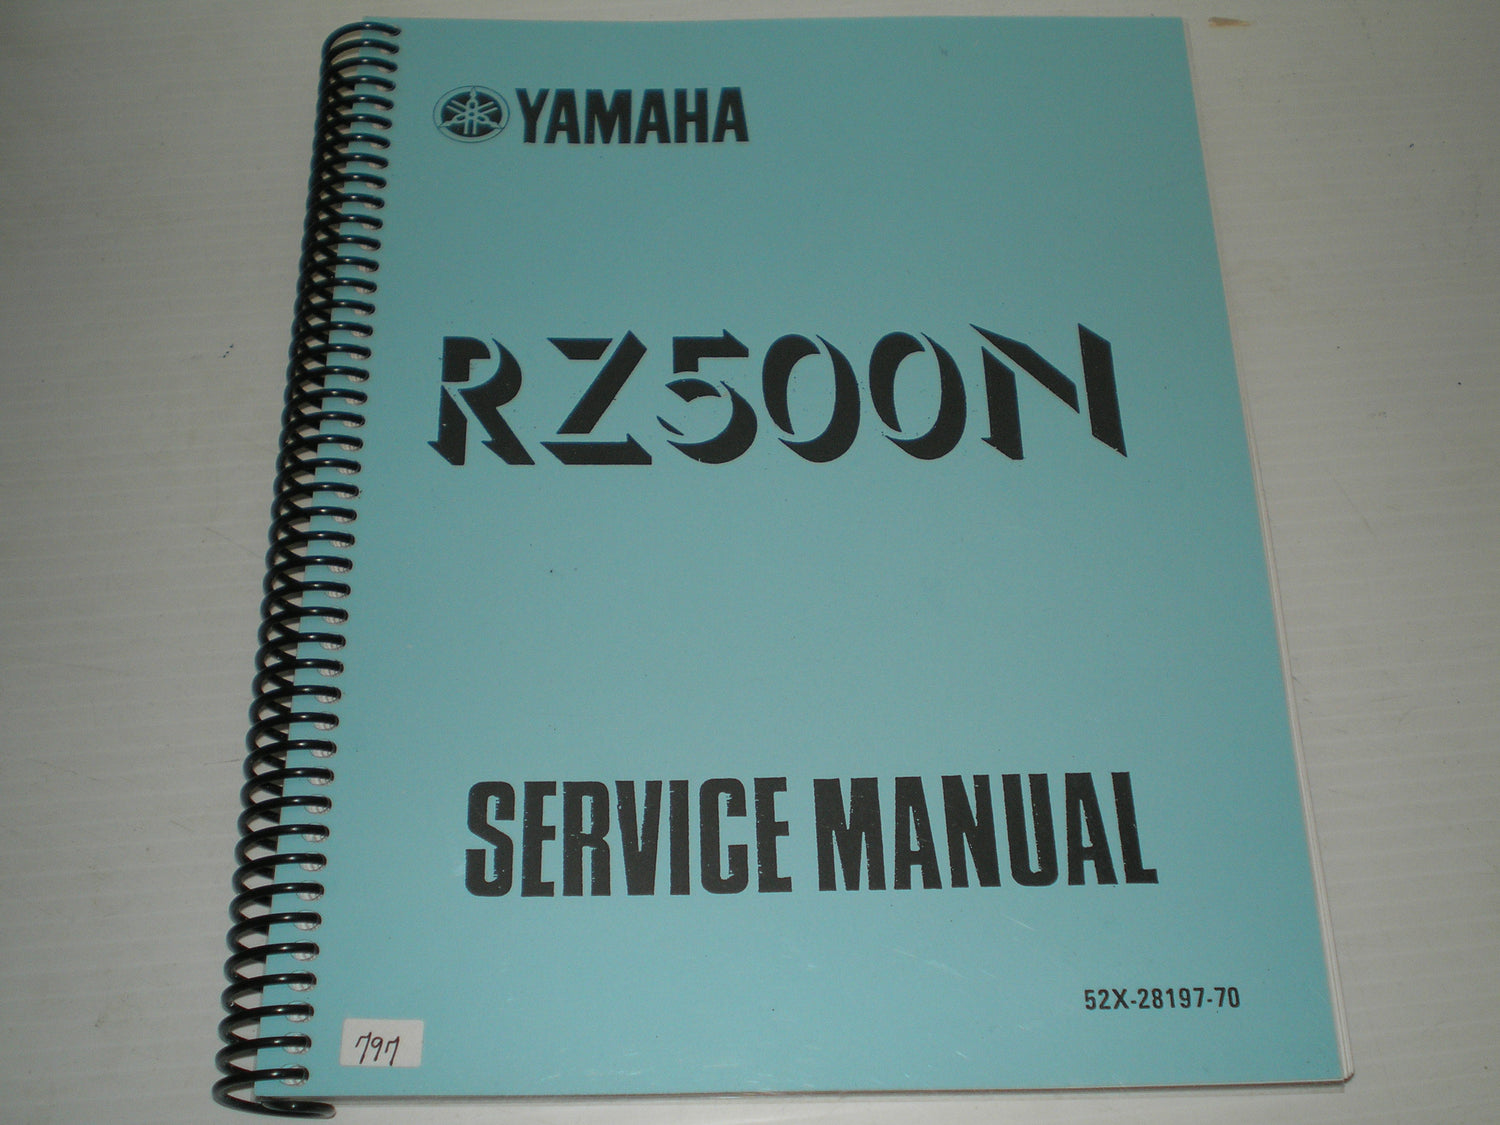 YAMAHA
RZ500N
SERVICE MANUAL
52X-28197-70
797